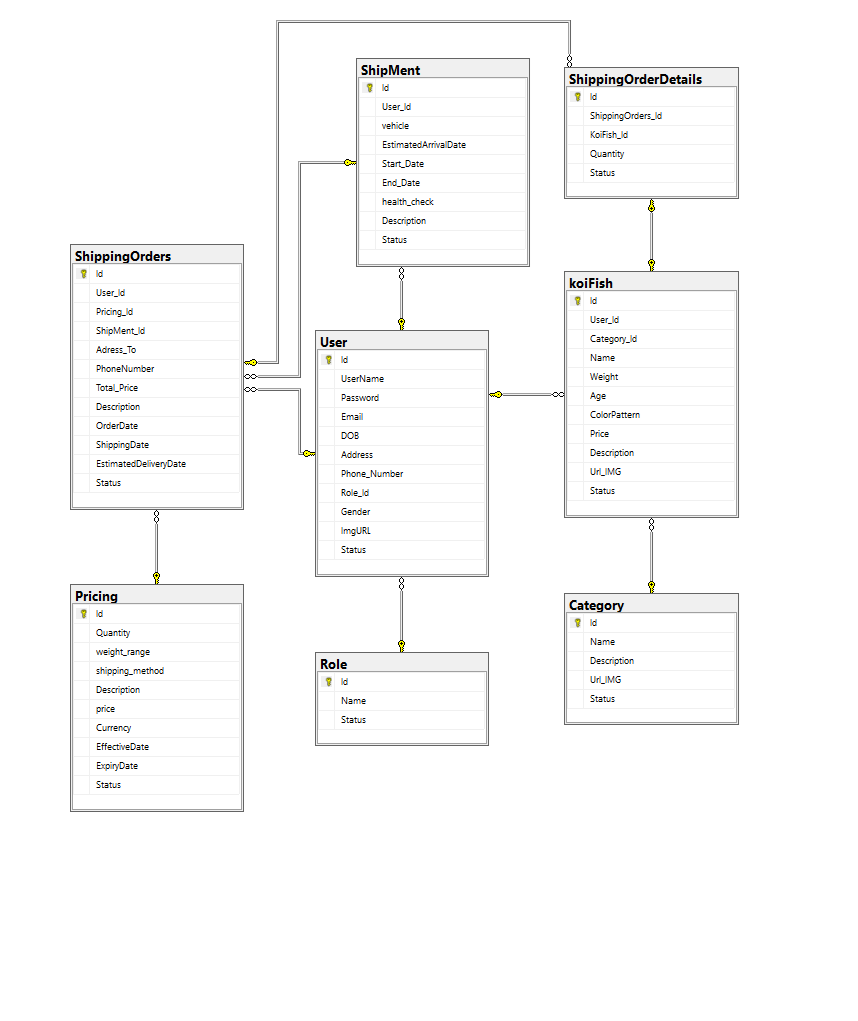 ShipMent
Id
User_Id
vehicle
EstimatedArrivalDate
Start_Date
End_Date
health_check
Description
Status
ShippingOrderDetails
Id
ShippingOrders_Id
KoiFish_Id
Quantity
Status
ShippingOrders
Id
User_Id
Pricing_Id
ShipMent_Id
Adress_To
PhoneNumber
Total_Price
Description
OrderDate
ShippingDate
EstimatedDeliveryDate
Status
User
Id
UserName
Password
Email
DOB
Address
Phone_Number
Role_Id
Gender
ImgURL
Status
koiFish
Id
User_Id
Category_Id
Name
Weight
Age
ColorPattern
Price
Description
Url_IMG
Status
Pricing
Id
Quantity
weight_range
shipping_method
Description
price
Currency
EffectiveDate
ExpiryDate
Status
Role
Id
Name
Status
Category
Id
Name
Description
Url_IMG
Status